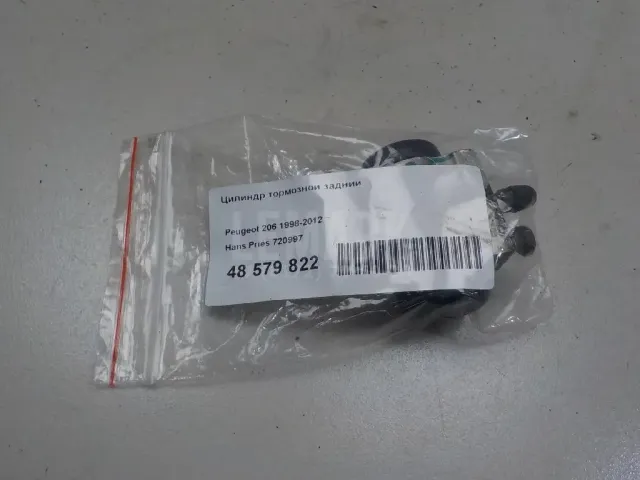 Цилиндр тормозной задний
Peugeot 206 1998-2012
Hans Pries 720997
48 579 822